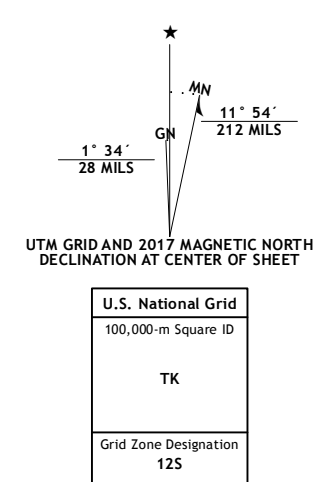 MN
GN
11° 54´
212 MILS
1° 34´
28 MILS
UTM GRID AND 2017 MAGNETIC NORTH
DECLINATION AT CENTER OF SHEET
U.S. National Grid
100,000-m Square ID
TK
Grid Zone Designation
12S